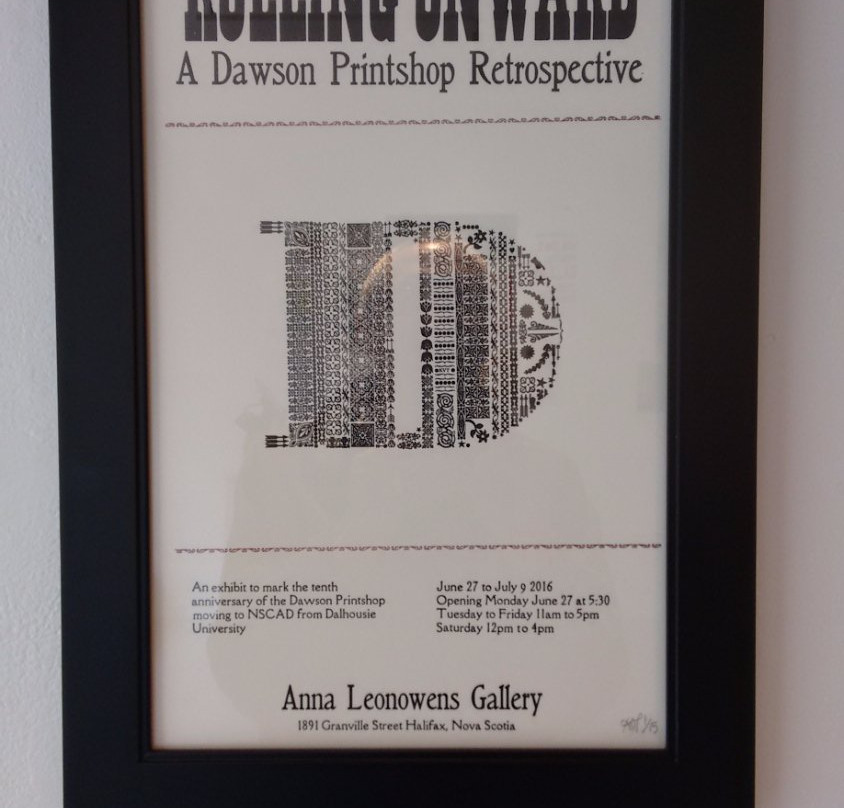 ROLLING ONWARD
A Dawson Printshop Retrospective
D
An exhibit to mark the tenth
anniversary of the Dawson Printshop
moving to NSCAD from Dalhousie
University
June 27 to July 9 2016
Opening Monday June 27 at 5:30
Tuesday to Friday 11am to 5pm
Saturday 12pm to 4pm
Anna Leonowens Gallery
1891 Granville Street Halifax, Nova Scotia